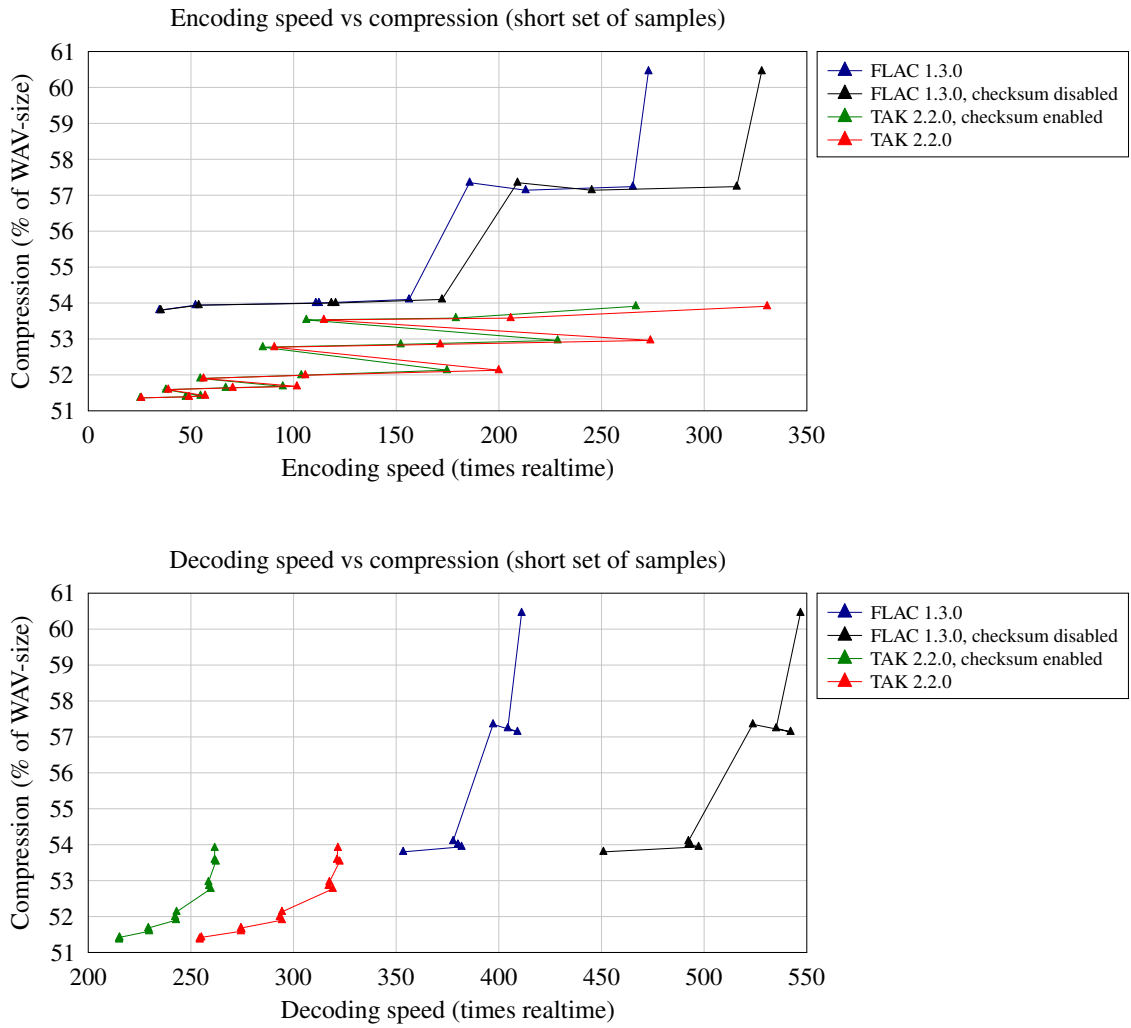 Encoding speed vs compression (short set of samples)
Compression (% of WAV-size)
61
60
59
58
57
56
55
54
53
52
51
0 50 100 150 200 250 300 350
Encoding speed (times realtime)
FLAC 1.3.0
FLAC 1.3.0, checksum disabled
TAK 2.2.0, checksum enabled
TAK 2.2.0
Decoding speed vs compression (short set of samples)
Compression (% of WAV-size)
61
60
59
58
57
56
55
54
53
52
51
200 250 300 350 400 450 500 550
Decoding speed (times realtime)
FLAC 1.3.0
FLAC 1.3.0, checksum disabled
TAK 2.2.0, checksum enabled
TAK 2.2.0